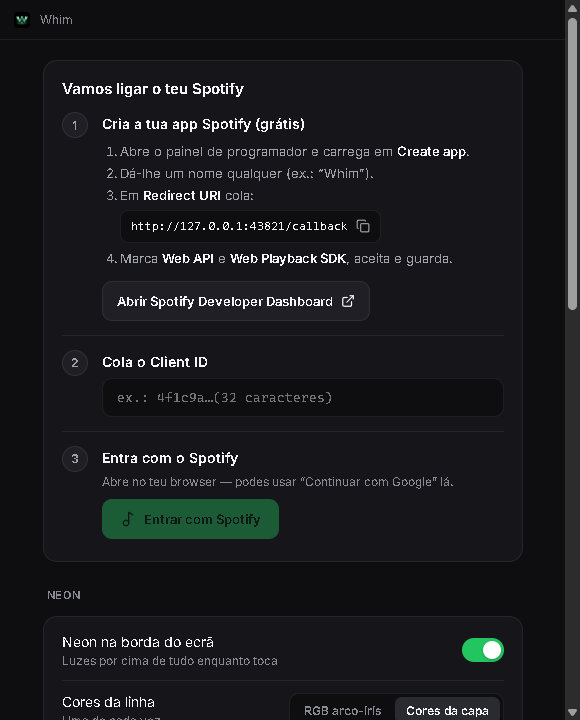 Whim
Vamos ligar o teu Spotify
1
Cria a tua app Spotify (grátis)
1. Abre o painel de programador e carrega em Create app.
2. Dá-lhe um nome qualquer (ex.: “Whim”).
3. Em Redirect URI cola:
http://127.0.0.1:43821/callback
4. Marca Web API e Web Playback SDK, aceita e guarda.
Abrir Spotify Developer Dashboard
2
Cola o Client ID
ex.: 4f1c9a…(32 caracteres)
3
Entra com o Spotify
Abre no teu browser — podes usar “Continuar com Google” lá.
Entrar com Spotify
NEON
Neon na borda do ecrã
Luzes por cima de tudo enquanto toca
Cores da linha
RGB arco-íris
Cores da capa